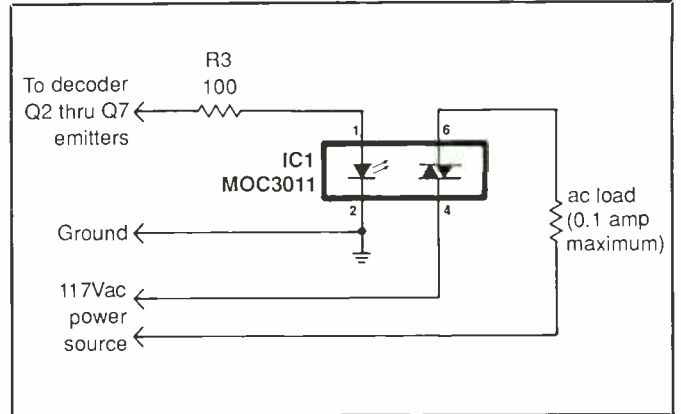 R3
100
To decoder
Q2 thru Q7
emitters
1
6
IC1
MOC3011
2
4
ac load
(0.1 amp
maximum)
Ground
117Vac
power
source